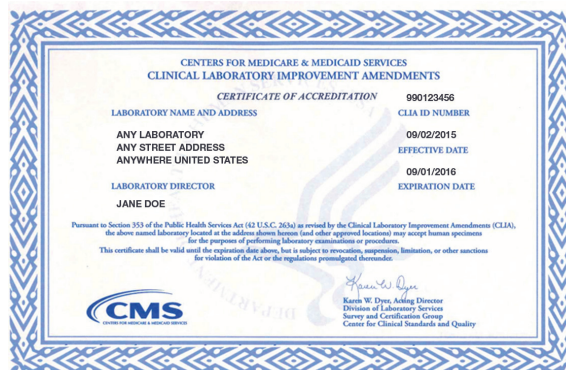 CENTERS FOR MEDICARE & MEDICAID SERVICES
CLINICAL LABORATORY IMPROVEMENT AMENDMENTS
CERTIFICATE OF ACCREDITATION
990123456
LABORATORY NAME AND ADDRESS
CLIA ID NUMBER
ANY LABORATORY
ANY STREET ADDRESS
ANYWHERE UNITED STATES
09/02/2015
EFFECTIVE DATE
09/01/2016
LABORATORY DIRECTOR
EXPIRATION DATE
JANE DOE
Pursuant to Section 353 of the Public Health Services Act (42 U.S.C. 263a) as revised by the Clinical Laboratory Improvement Amendments (CLIA),
the above named laboratory located at the address shown hereon (and other approved locations) may accept human specimens
for the purposes of performing laboratory examinations or procedures.
This certificate shall be valid until the expiration date above, but is subject to revocation, suspension, limitation, or other sanctions
for violation of the Act or the regulations promulgated thereunder.
Karen W. Dyer
Karen W. Dyer, Acting Director
Division of Laboratory Services
Survey and Certification Group
Center for Clinical Standards and Quality
CMS
CENTERS FOR MEDICARE & MEDICAID SERVICES